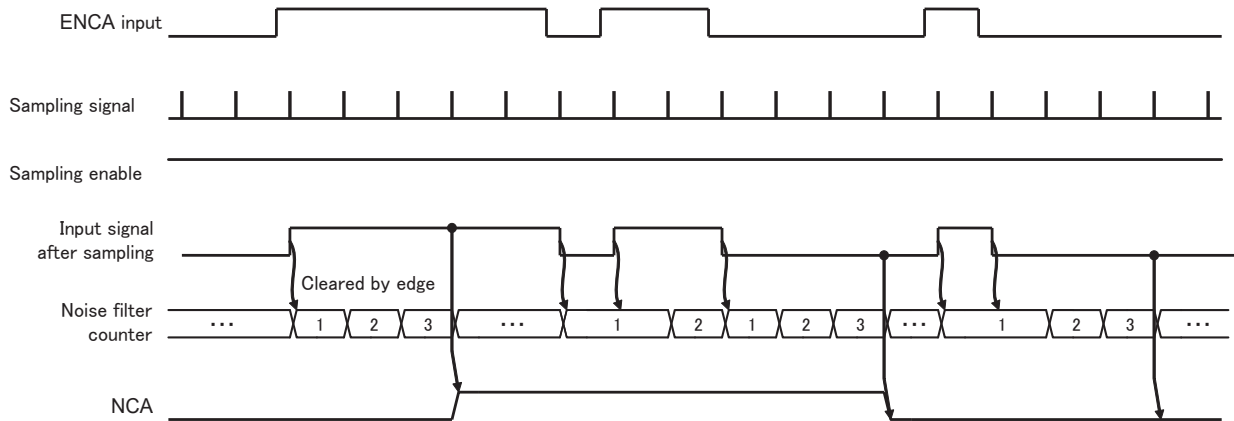 ENCA input
Sampling signal
Sampling enable
Input signal
after sampling
Cleared by edge
Noise filter
counter
... 1 2 3 ... 1 2 1 2 3 ... 1 2 3 ...
NCA